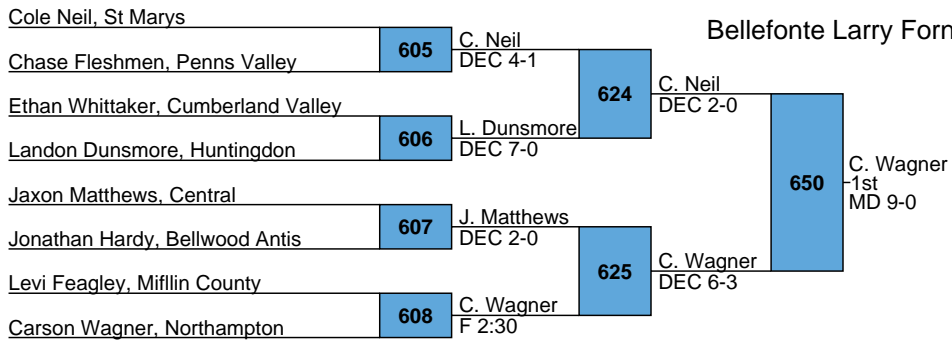 Cole Neil, St Marys
Bellefonte Larry Forn
605
C. Neil
DEC 4-1
Chase Fleshmen, Penns Valley
624
C. Neil
DEC 2-0
Ethan Whittaker, Cumberland Valley
606
L. Dunsmore
DEC 7-0
Landon Dunsmore, Huntingdon
650
C. Wagner
1st
MD 9-0
Jaxon Matthews, Central
607
J. Matthews
DEC 2-0
Jonathan Hardy, Bellwood Antis
625
C. Wagner
DEC 6-3
Levi Feagley, Mifllin County
608
C. Wagner
F 2:30
Carson Wagner, Northampton